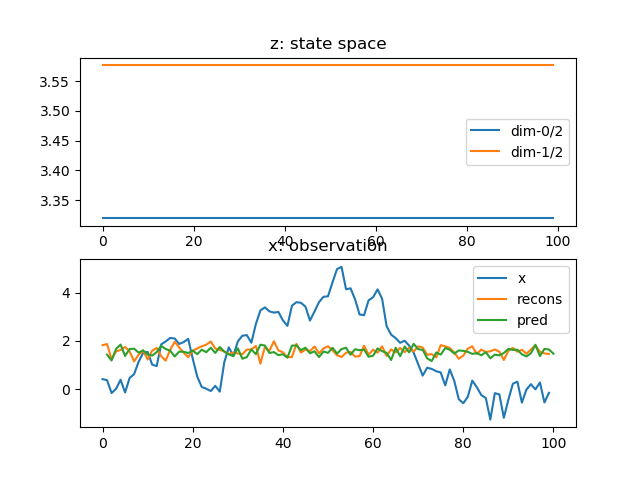 z: state space
3.55
3.50
3.45
3.40
3.35
dim-0/2
dim-1/2
0 20 40 60 80 100
x: observation
4
2
0
x
recons
pred
0 20 40 60 80 100